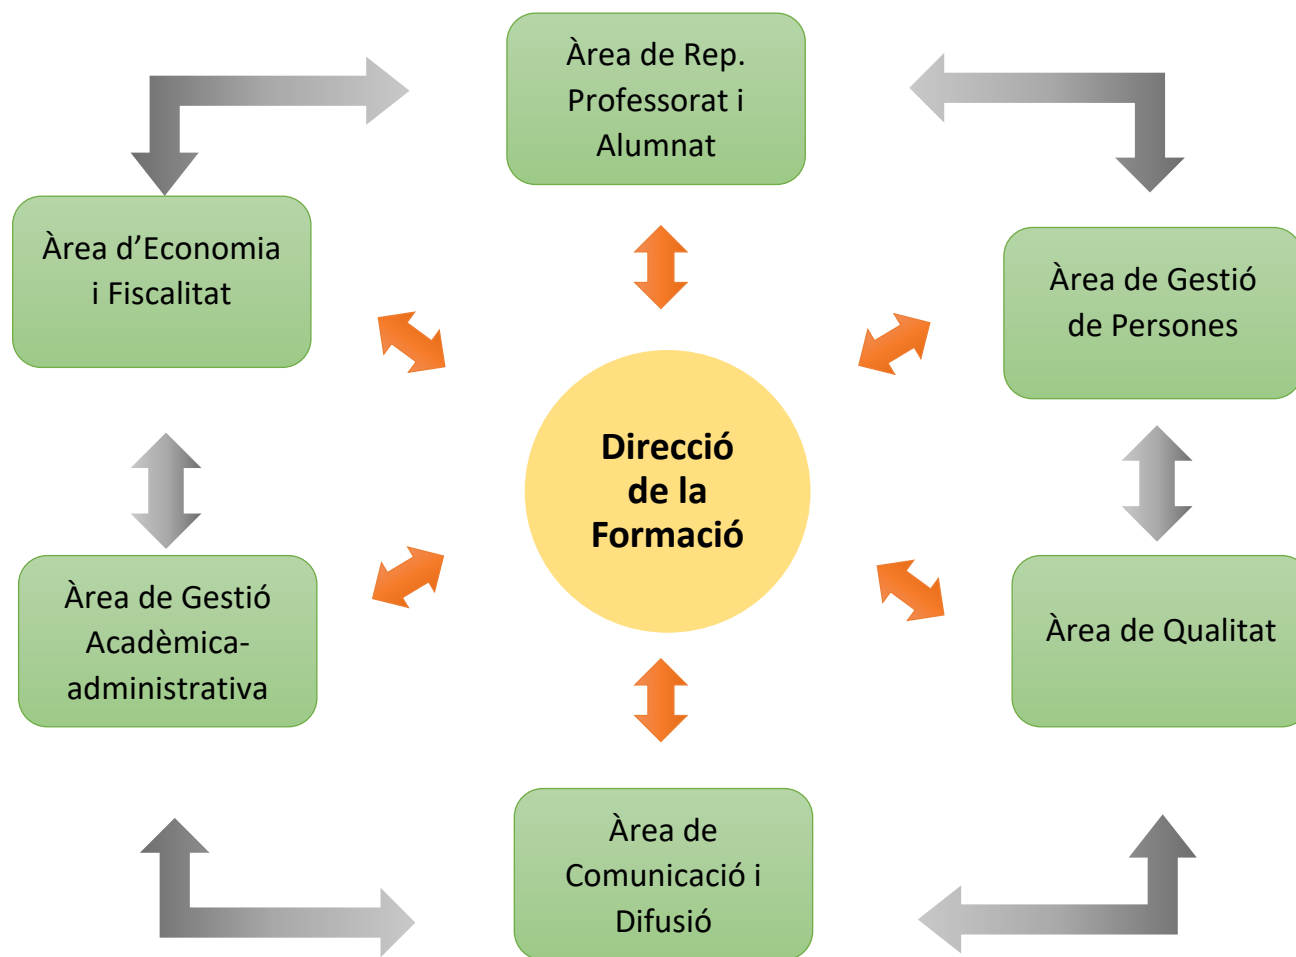 Àrea de Rep.
Professorat i
Alumnat
Àrea d’Economia
i Fiscalitat
Àrea de Gestió
de Persones
Direcció
de la
Formació
Àrea de Gestió
Acadèmica-
administrativa
Àrea de Qualitat
Àrea de
Comunicació i
Difusió